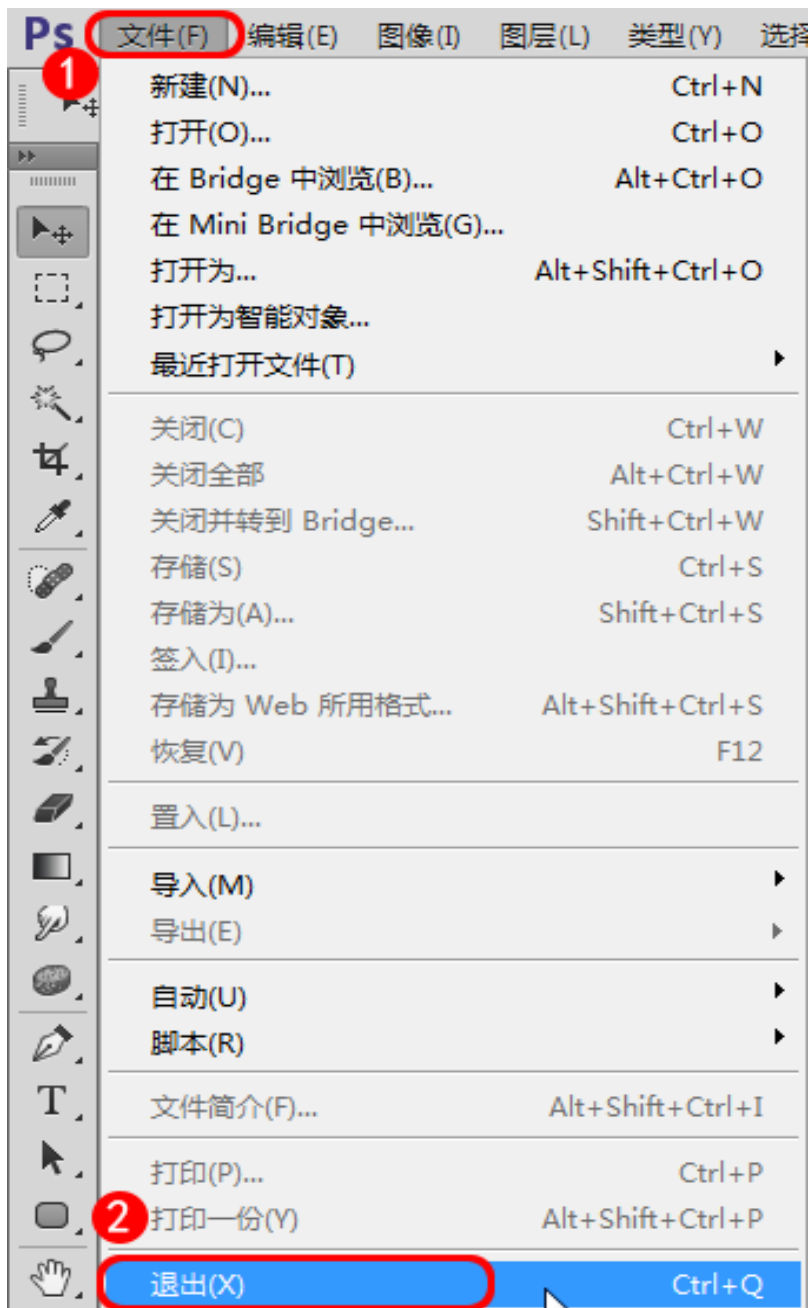 Ps 文件(F) 编辑(E) 图像(I) 图层(L) 类型(Y) 选择
1
新建(N)... Ctrl+N
打开(O)... Ctrl+O
在 Bridge 中浏览(B)... Alt+Ctrl+O
在 Mini Bridge 中浏览(G)...
打开为... Alt+Shift+Ctrl+O
打开为智能对象...
最近打开文件(T)
关闭(C) Ctrl+W
关闭全部 Alt+Ctrl+W
关闭并转到 Bridge... Shift+Ctrl+W
存储(S) Ctrl+S
存储为(A)... Shift+Ctrl+S
签入(I)...
存储为 Web 所用格式... Alt+Shift+Ctrl+S
恢复(V) F12
置入(L)...
导入(M)
导出(E)
自动(U)
脚本(R)
T
文件简介(F)... Alt+Shift+Ctrl+I
打印(P)... Ctrl+P
2 打印一份(Y) Alt+Shift+Ctrl+P
退出(X) Ctrl+Q